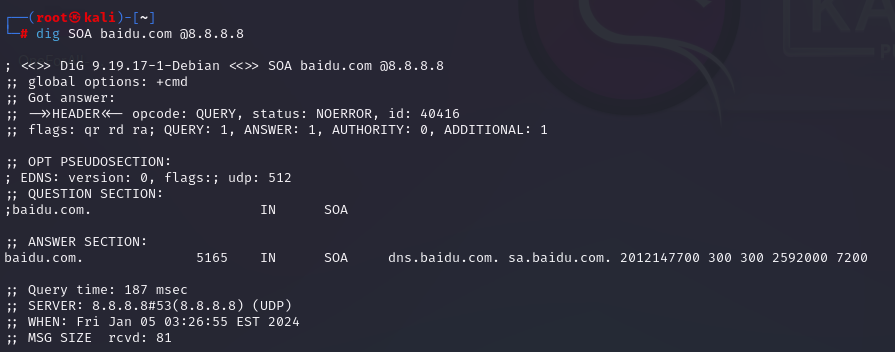 ┌──(root㉿kali)-[~]
└─# dig SOA baidu.com @8.8.8.8

; <<>> DiG 9.19.17-1-Debian <<>> SOA baidu.com @8.8.8.8
;; global options: +cmd
;; Got answer:
;; ->>HEADER<<- opcode: QUERY, status: NOERROR, id: 40416
;; flags: qr rd ra; QUERY: 1, ANSWER: 1, AUTHORITY: 0, ADDITIONAL: 1

;; OPT PSEUDOSECTION:
; EDNS: version: 0, flags:; udp: 512
;; QUESTION SECTION:
;baidu.com.                     IN      SOA

;; ANSWER SECTION:
baidu.com.              5165    IN      SOA     dns.baidu.com. sa.baidu.com. 2012147700 300 300 2592000 7200

;; Query time: 187 msec
;; SERVER: 8.8.8.8#53(8.8.8.8) (UDP)
;; WHEN: Fri Jan 05 03:26:55 EST 2024
;; MSG SIZE  rcvd: 81